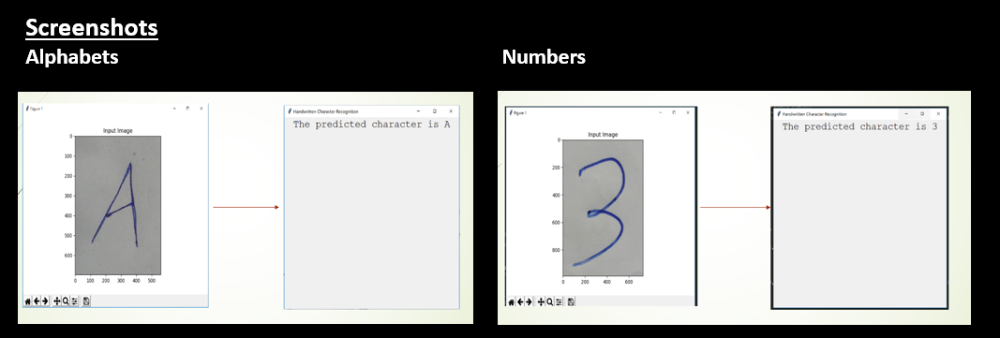 Screenshots
Alphabets
Figure 1
Input Image
0
100
200
300
400
500
600
0 100 200 300 400 500
A
Handwritten Character Recognition
The predicted character is A
Numbers
Figure 1
Input Image
0
200
400
600
800
0 200 400 600
3
Handwritten Character Recognition
The predicted character is 3